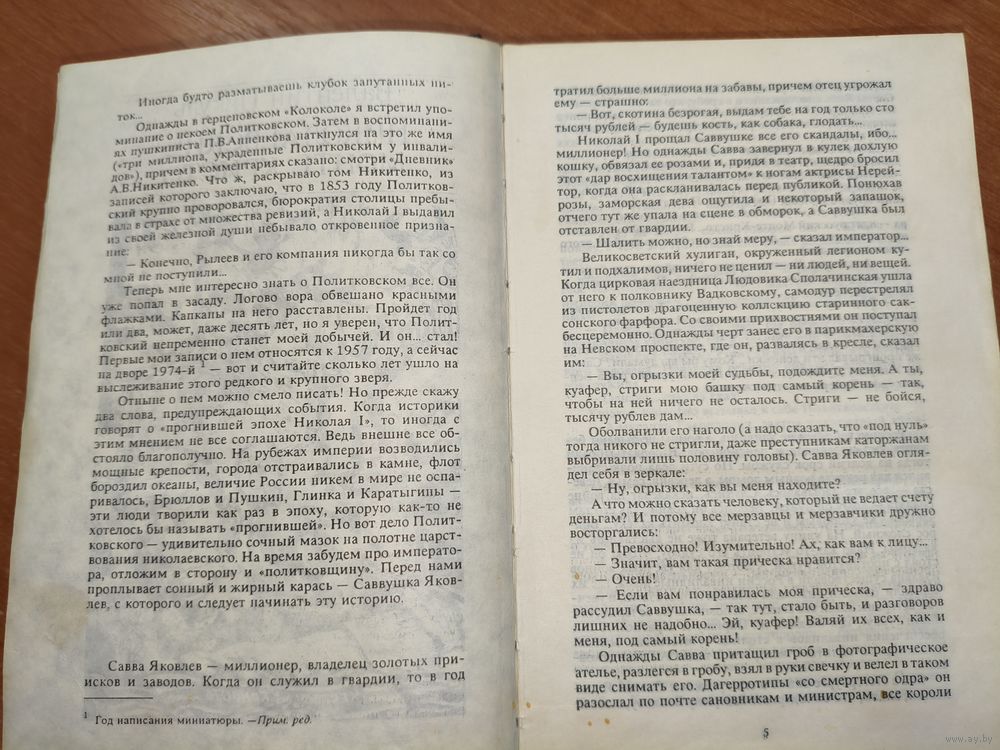 Иногда будто разматываешь клубок запутанных ни-
ток...
Однажды в герценовском «Колоколе» я встретил упо-
минание о некоем Политковском. Затем в воспоминани-
ях пушкиниста П.В.Анненкова наткнулся на это же имя
(«три миллиона, украденные Политковским у инвали-
дов»), причем в комментариях сказано: смотри «Дневник»
А.В.Никитенко. Что ж, раскрываю том Никитенко, из
записей которого заключаю, что в 1853 году Политков-
ский крупно проворовался, бюрократия столицы пребы-
вала в страхе от множества ревизий, а Николай I выдавил
из своей железной души небывало откровенное призна-
ние:
— Конечно, Рылеев и его компания никогда бы так со
мной не поступили...
Теперь мне интересно знать о Политковском все. Он
уже попал в засаду. Логово вора обвешано красными
флажками. Капканы на него расставлены. Пройдет год
или два, может, даже десять лет, но я уверен, что Полит-
ковский непременно станет моей добычей. И он... стал!
Первые мои записи о нем относятся к 1957 году, а сейчас
на дворе 1974-й 1 — вот и считайте сколько лет ушло на
выслеживание этого редкого и крупного зверя.
Отныне о нем можно смело писать! Но прежде скажу
два слова, предупреждающих события. Когда историки
говорят о «прогнившей эпохе Николая I», то иногда с
этим мнением не все соглашаются. Ведь внешне все об-
стояло благополучно. На рубежах империи возводились
мощные крепости, города отстраивались в камне, флот
бороздил океаны, величие России никем в мире не оспа-
ривалось, Брюллов и Пушкин, Глинка и Каратыгины —
эти люди творили как раз в эпоху, которую как-то не
хотелось бы называть «прогнившей». Но вот дело Полит-
ковского — удивительно сочный мазок на полотне царст-
вования николаевского. На время забудем про императо-
ра, отложим в сторону и «политковщину». Перед нами
проплывает сонный и жирный карась — Саввушка Яков-
лев, с которого и следует начинать эту историю.
Савва Яковлев — миллионер, владелец золотых при-
исков и заводов. Когда он служил в гвардии, то в год
1 Год написания миниатюры. —Прим. ред.
тратил больше миллиона на забавы, причем отец угрожал
ему — страшно:
— Вот, скотина безрогая, выдам тебе на год только сто
тысяч рублей — будешь кость, как собака, глодать...
Николай I прощал Саввушке все его скандалы, ибо...
миллионер! Но однажды Савва завернул в кулек дохлую
кошку, обвязал ее розами и, придя в театр, щедро бросил
этот «дар восхищения талантом» к ногам актрисы Нерей-
тор, когда она раскланивалась перед публикой. Понюхав
розы, заморская дева ощутила и некоторый запашок,
отчего тут же упала на сцене в обморок, а Саввушка был
отставлен от гвардии.
— Шалить можно, но знай меру, — сказал император...
Великосветский хулиган, окруженный легионом ку-
тил и подхалимов, ничего не ценил — ни людей, ни вещей.
Когда цирковая наездница Людовика Сполачинская ушла
от него к полковнику Вадковскому, самодур перестрелял
из пистолетов драгоценную коллекцию старинного сак-
сонского фарфора. Со своими прихвостнями он поступал
бесцеремонно. Однажды черт занес его в парикмахерскую
на Невском проспекте, где он, развалясь в кресле, сказал
им:
— Вы, огрызки моей судьбы, подождите меня. А ты,
куафер, стриги мою башку под самый корень — так,
чтобы на ней ничего не осталось. Стриги — не бойся,
тысячу рублев дам...
Оболванили его наголо (а надо сказать, что «под нуль»
тогда никого не стригли, даже преступникам каторжанам
выбривали лишь половину головы). Савва Яковлев огля-
дел себя в зеркале:
— Ну, огрызки, как вы меня находите?
А что можно сказать человеку, который не ведает счету
деньгам? И потому все мерзавцы и мерзавчики дружно
восторгались:
— Превосходно! Изумительно! Ах, как вам к лицу...
— Значит, вам такая прическа нравится?
— Очень!
— Если вам понравилась моя прическа, — здраво
рассудил Саввушка, — так тут, стало быть, и разговоров
лишних не надобно... Эй, куафер! Валяй их всех, как и
меня, под самый корень!
Однажды Савва притащил гроб в фотографическое
ателье, разлегся в гробу, взял в руки свечку и велел в таком
виде снимать его. Дагерротипы «со смертного одра» он
разослал по почте сановникам и министрам, все короли
5
www.ay.by